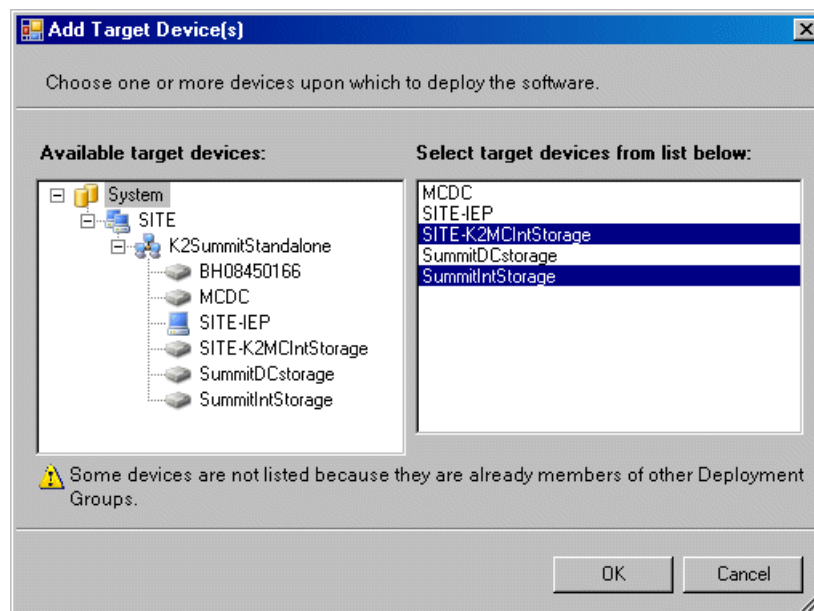 Add Target Device(s)
Choose one or more devices upon which to deploy the software.
Available target devices:
System
SITE
K2SummitStandalone
BH08450166
MCDC
SITE-IEP
SITE-K2MCIntStorage
SummitDCstorage
SummitIntStorage
Select target devices from list below:
MCDC
SITE-IEP
SITE-K2MCIntStorage
SummitDCstorage
SummitIntStorage
Some devices are not listed because they are already members of other Deployment
Groups.
OK
Cancel